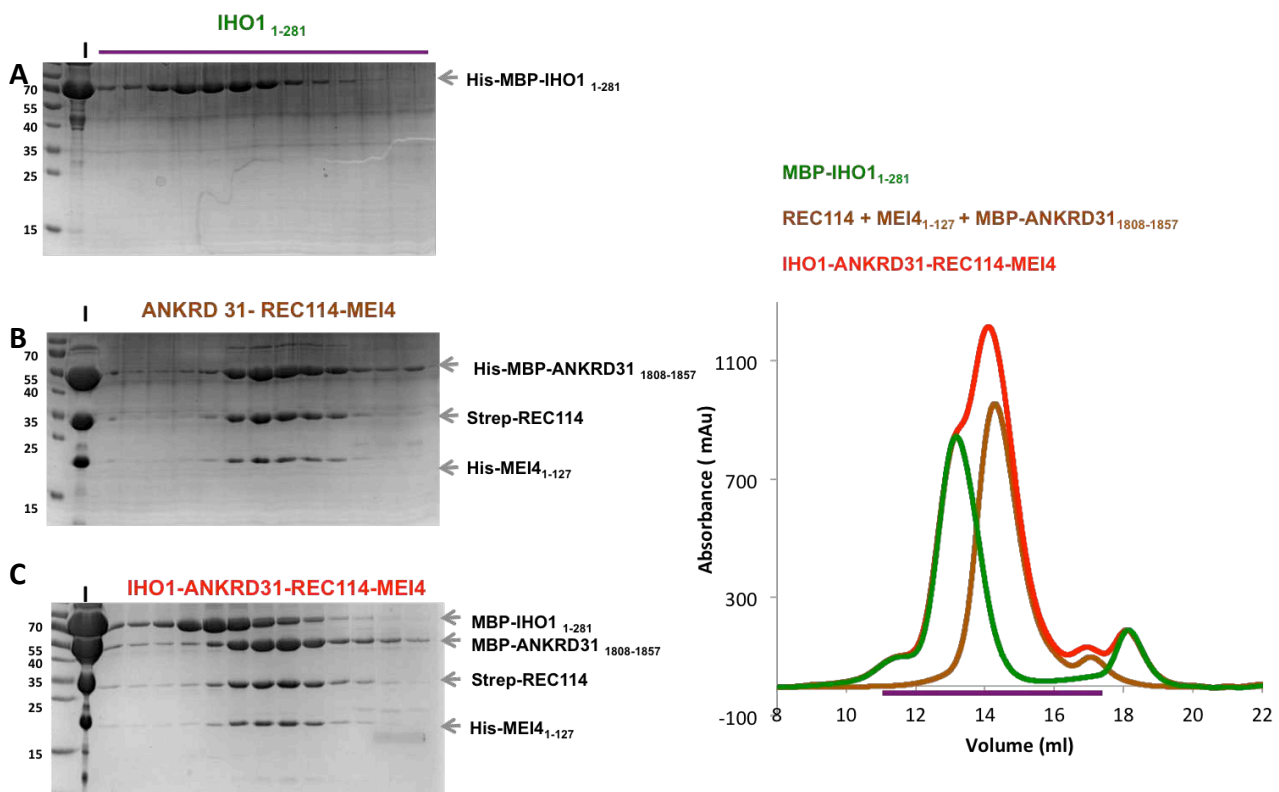 IHO1 1-281
I
A
70
55
40
35
25
15
His-MBP-IHO1 1-281
ANKRD 31- REC114-MEI4
I
B
70
55
40
35
25
15
His-MBP-ANKRD31 1808-1857
Strep-REC114
His-MEI4 1-127
C
IHO1-ANKRD31-REC114-MEI4
I
70
55
40
35
25
15
MBP-IHO1 1-281
MBP-ANKRD31 1808-1857
Strep-REC114
His-MEI4 1-127
MBP-IHO1 1-281
REC114 + MEI4 1-127 + MBP-ANKRD31 1808-1857
IHO1-ANKRD31-REC114-MEI4
Absorbance ( mAu)
1100
700
300
-100
8 10 12 14 16 18 20 22
Volume (ml)